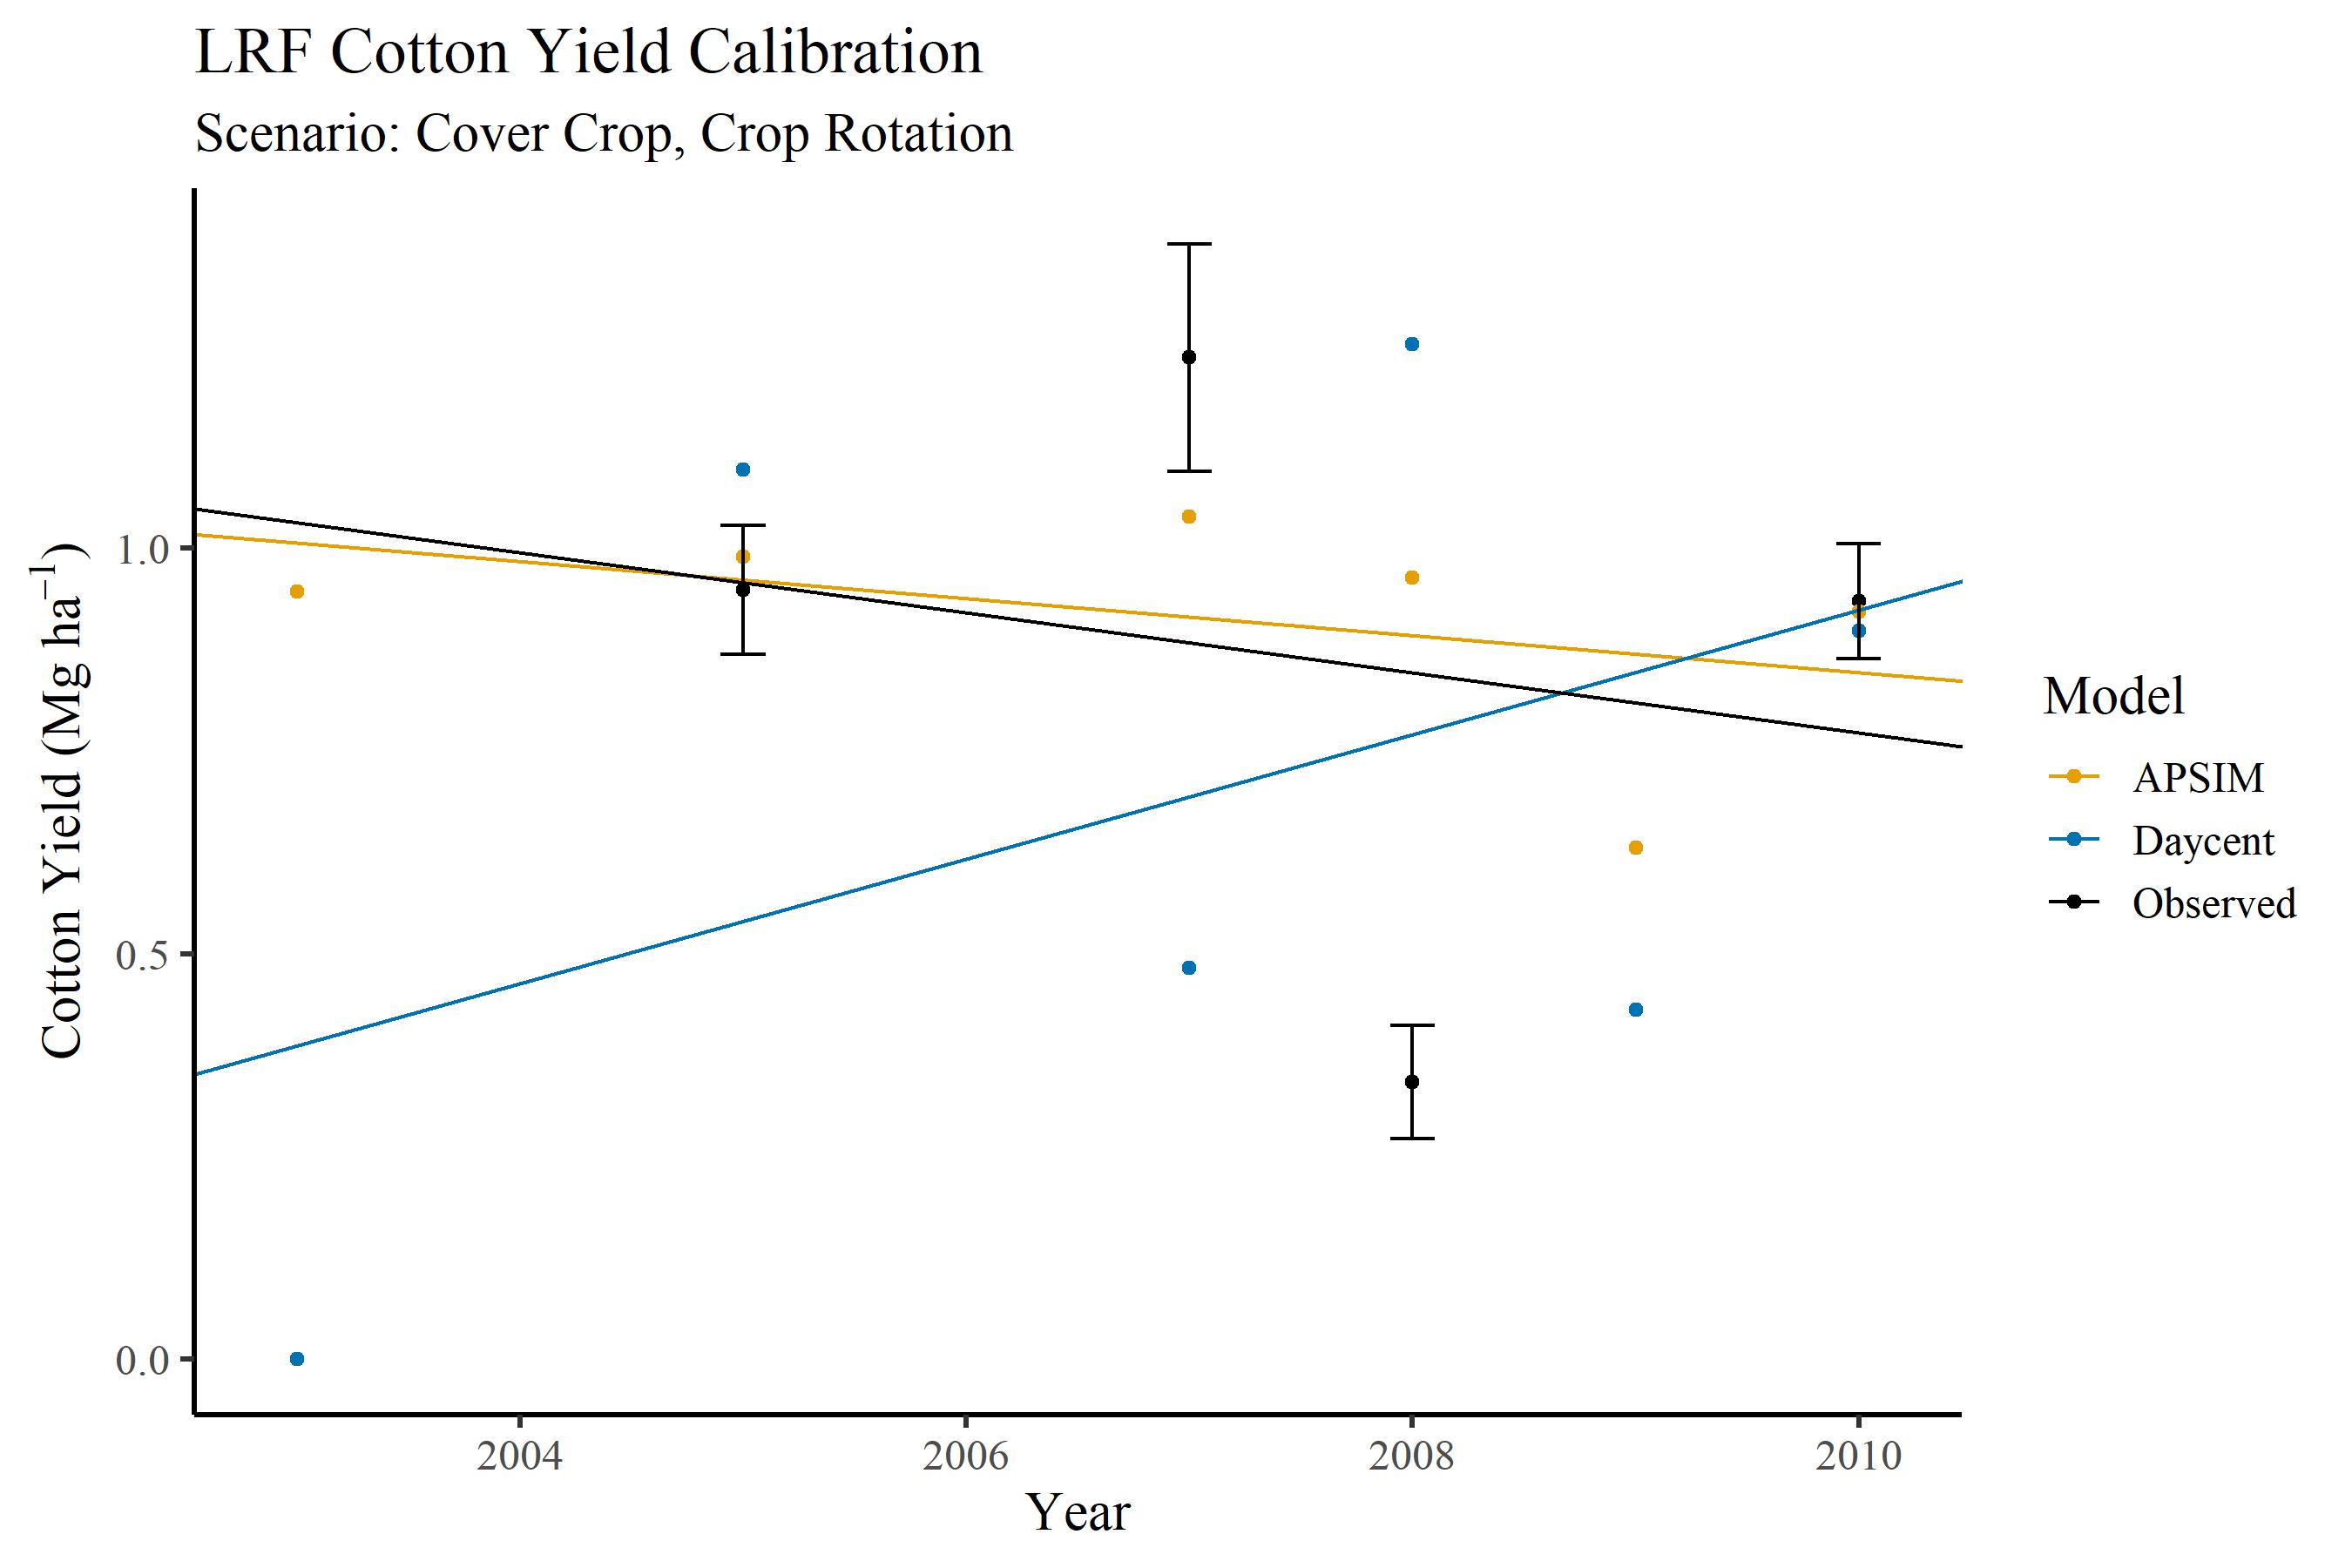 LRF Cotton Yield Calibration
Scenario: Cover Crop, Crop Rotation
Cotton Yield (Mg ha⁻¹)
1.0
0.5
0.0
2004
2006
2008
2010
Year
Model
APSIM
Daycent
Observed